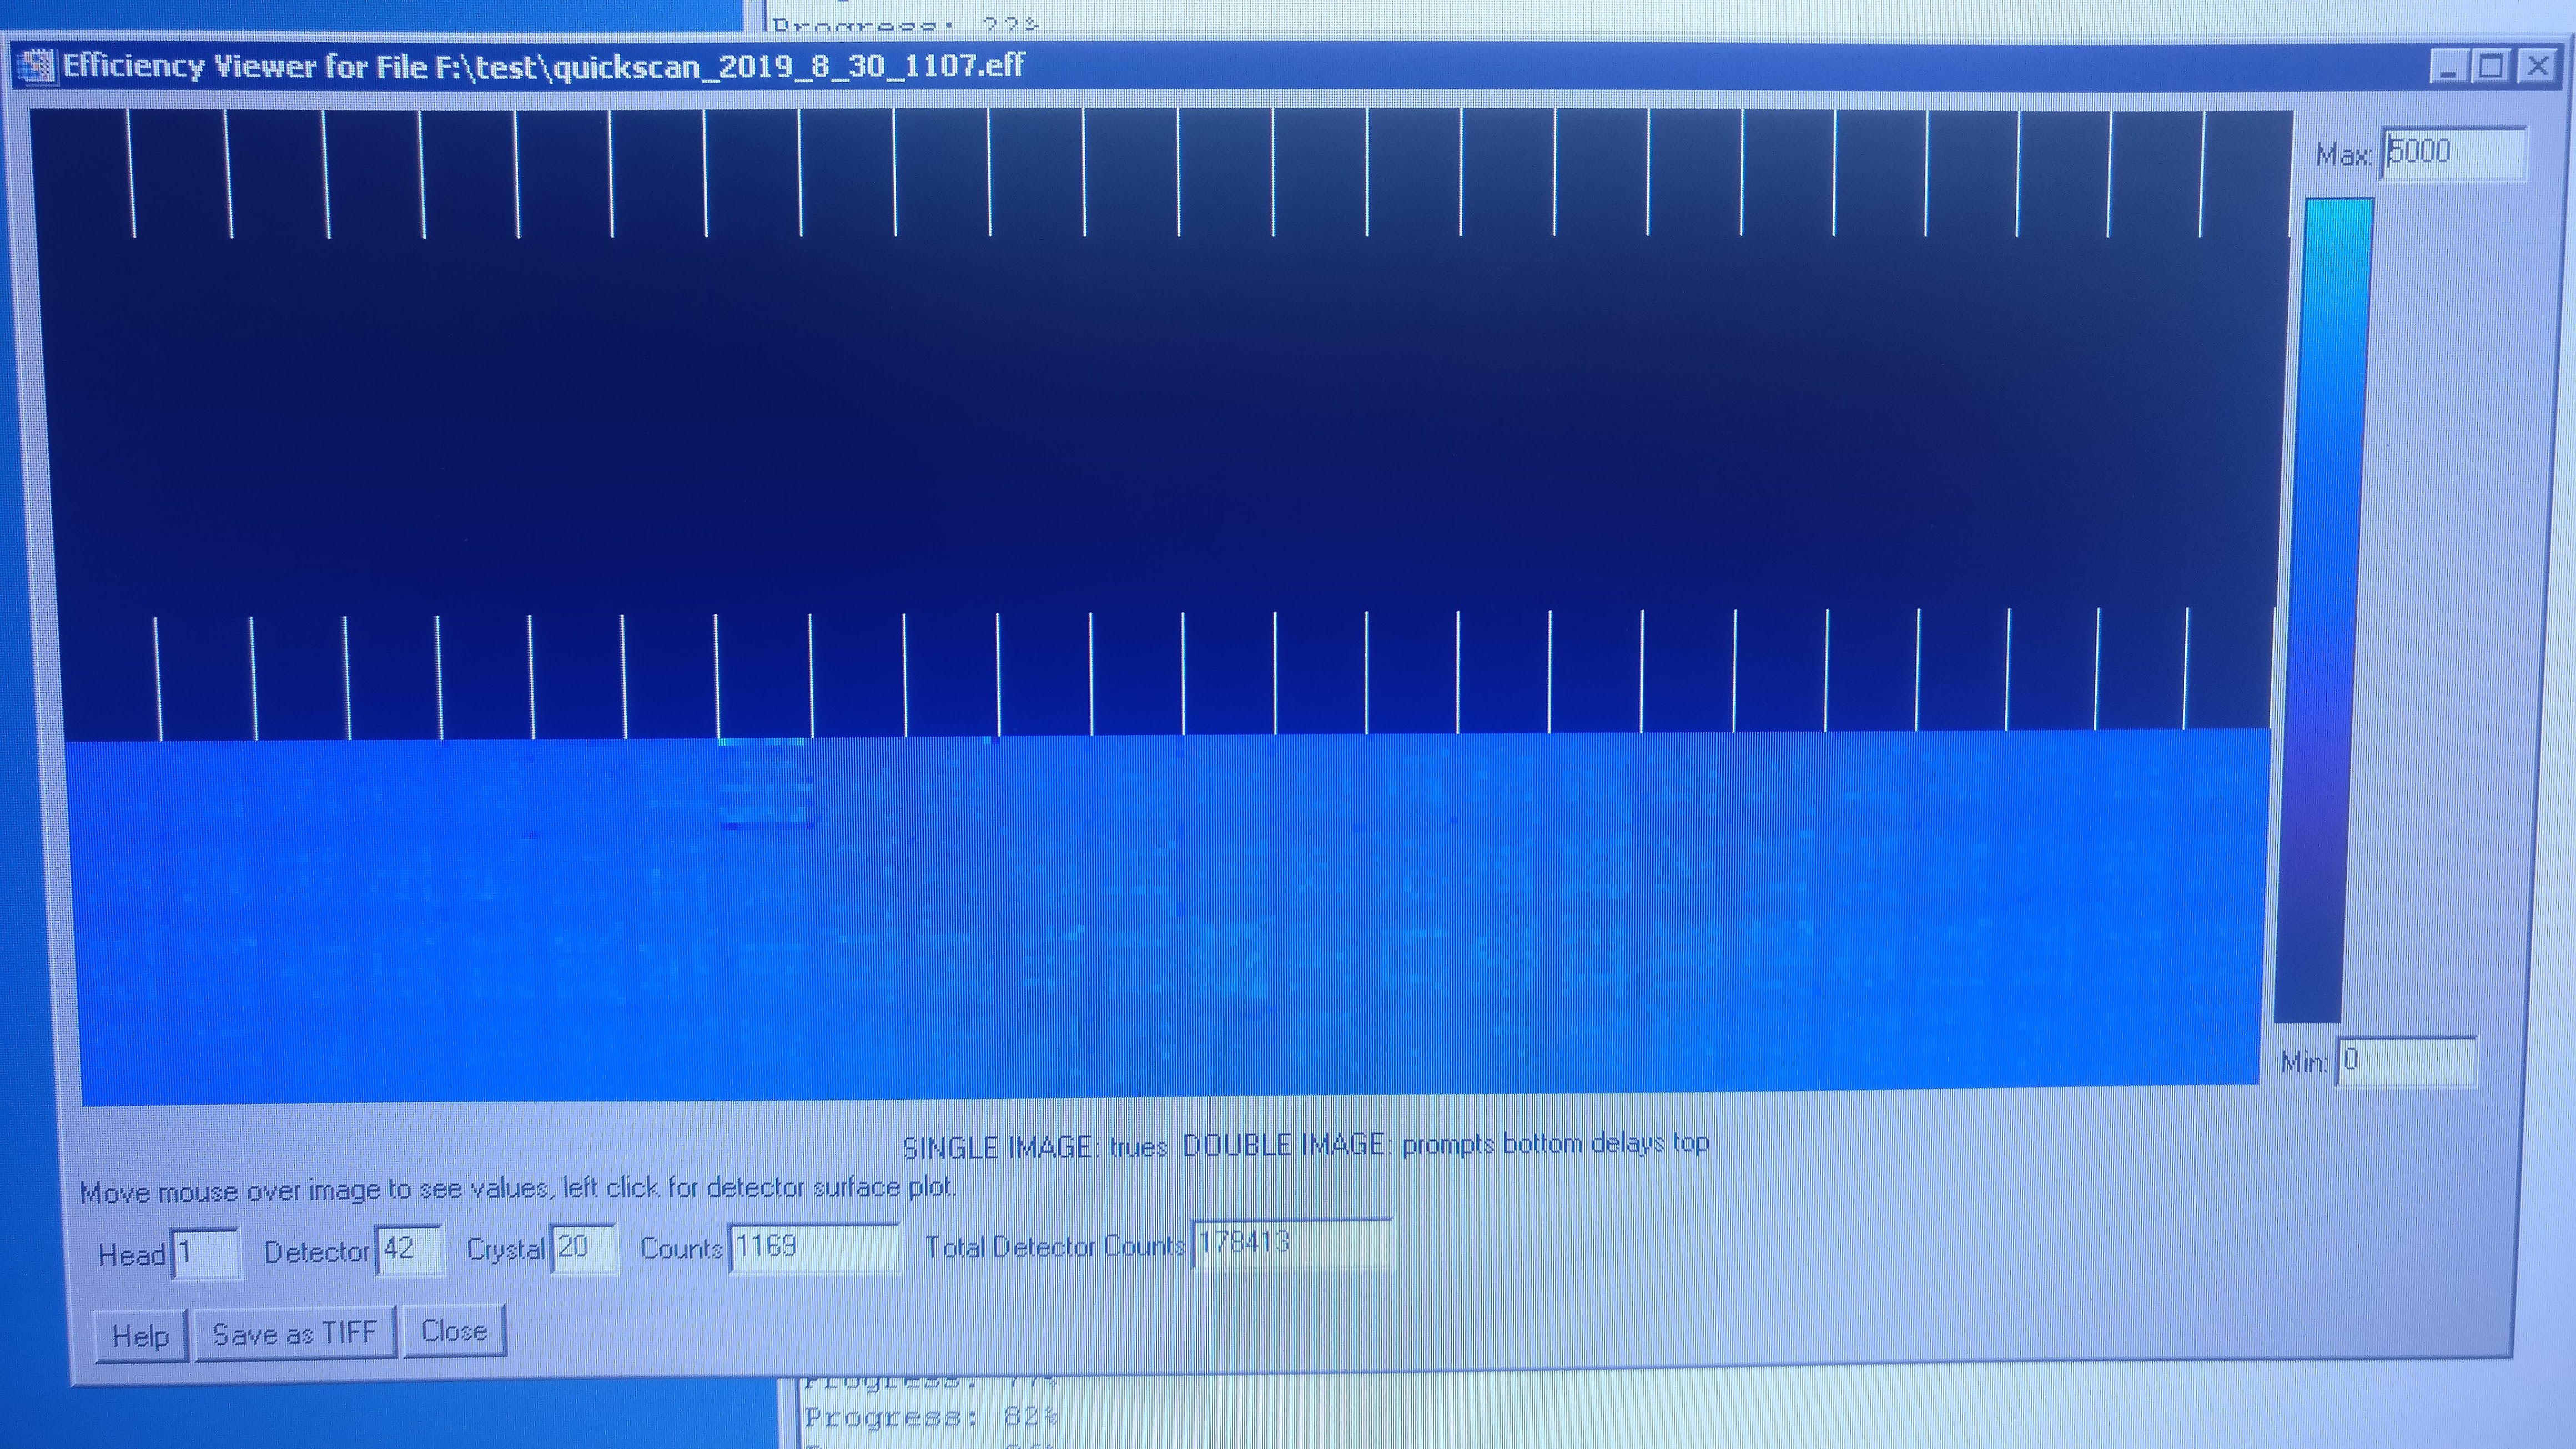 Progress: 22%
Efficiency Viewer for File F:\test\quickscan_2019_8_30_1107.eff
Max: 5000
Min: 0
SINGLE IMAGE: trues DOUBLE IMAGE: prompts bottom delays top
Move mouse over image to see values, left click for detector surface plot.
Head 1 Detector 42 Crystal 20 Counts 1169 Total Detector Counts 178413
Help Save as TIFF Close
Progress: 77%
Progress: 82%